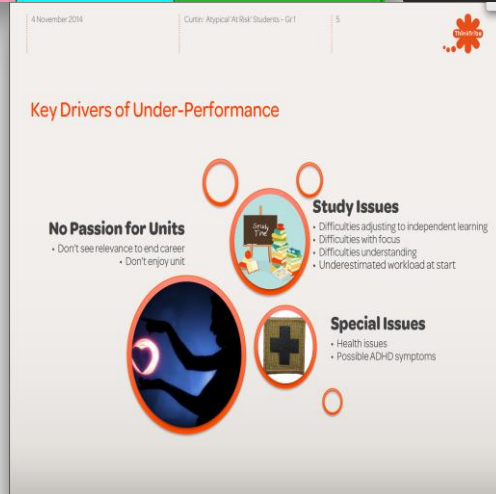 4 November 2014
Curtin: Atypical 'At Risk' Students - Gr1
5
Thinktribe
Key Drivers of Under-Performance
No Passion for Units
• Don't see relevance to end career
• Don't enjoy unit
Study Time
Study Issues
• Difficulties adjusting to independent learning
• Difficulties with focus
• Difficulties understanding
• Underestimated workload at start
Special Issues
• Health issues
• Possible ADHD symptoms